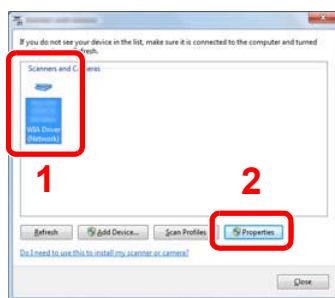 If you do not see your device in the list, make sure it is connected to the computer and turned
fresh.
Scanners and C eras
WIA Driver
(Network)
1
2
Refresh
Add Device...
Scan Profiles
Properties
Do I need to use this to install my scanner or camera?
Close